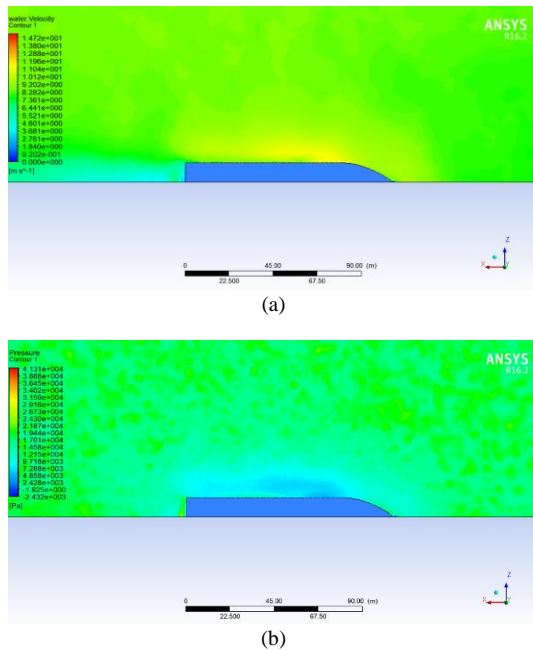 water Velocity
Contour 1
1.472e+001
1.380e+001
1.288e+001
1.196e+001
1.104e+001
1.012e+001
9.202e+000
8.282e+000
7.361e+000
6.441e+000
5.521e+000
4.601e+000
3.681e+000
2.761e+000
1.840e+000
9.202e-001
0.000e+000
[m s^-1]
ANSYS
R16.2
0 45.00 90.00 (m)
22.500 67.50
Z
X Y
(a)
Pressure
Contour 1
4.131e+004
3.888e+004
3.645e+004
3.402e+004
3.159e+004
2.916e+004
2.673e+004
2.430e+004
2.187e+004
1.944e+004
1.701e+004
1.458e+004
1.215e+004
9.718e+003
7.288e+003
4.858e+003
2.428e+003
-1.825e+000
-2.432e+003
[Pa]
ANSYS
R16.2
0 45.00 90.00 (m)
22.500 67.50
Z
X Y
(b)